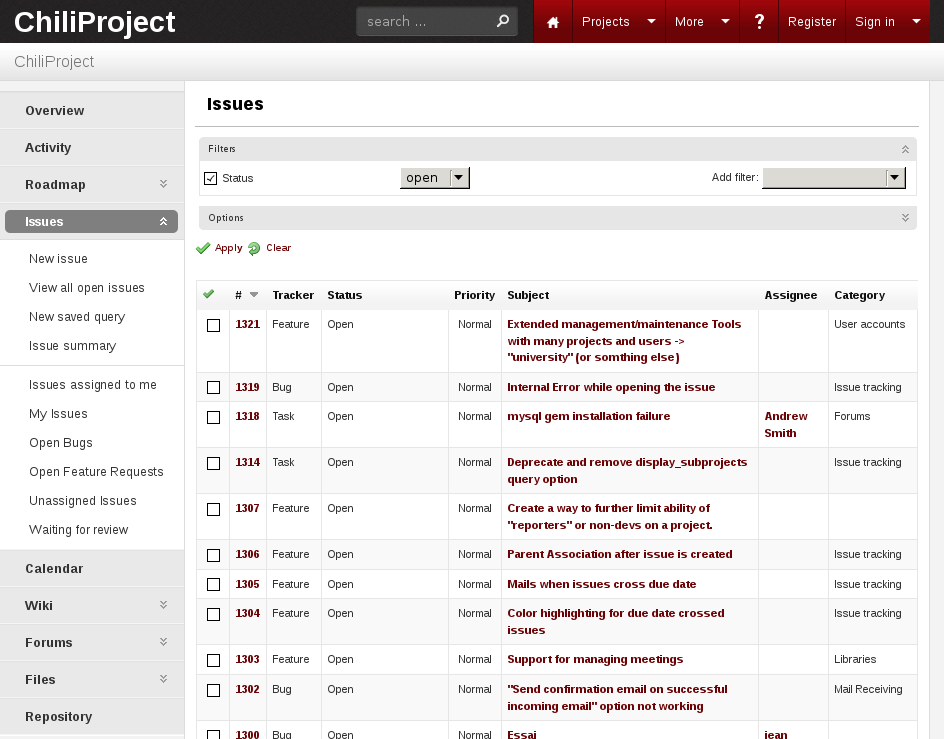 ChiliProject
search ...
Projects
More
?
Register
Sign in
ChiliProject
Overview
Activity
Roadmap
Issues
New issue
View all open issues
New saved query
Issue summary
Issues assigned to me
My Issues
Open Bugs
Open Feature Requests
Unassigned Issues
Waiting for review
Calendar
Wiki
Forums
Files
Repository
Issues
Filters
Status
open
Add filter:
Options
Apply
Clear
# Tracker Status Priority Subject Assignee Category
1321 Feature Open Normal Extended management/maintenance Tools User accounts
with many projects and users ->
"university" (or somthing else)
1319 Bug Open Normal Internal Error while opening the issue Issue tracking
1318 Task Open Normal mysql gem installation failure Andrew Forums
Smith
1314 Task Open Normal Deprecate and remove display_subprojects Issue tracking
query option
1307 Feature Open Normal Create a way to further limit ability of
"reporters" or non-devs on a project.
1306 Feature Open Normal Parent Association after issue is created Issue tracking
1305 Feature Open Normal Mails when issues cross due date Issue tracking
1304 Feature Open Normal Color highlighting for due date crossed Issue tracking
issues
1303 Feature Open Normal Support for managing meetings Libraries
1302 Bug Open Normal "Send confirmation email on successful Mail Receiving
incoming email" option not working
1300 Bug Open Normal Essai jean